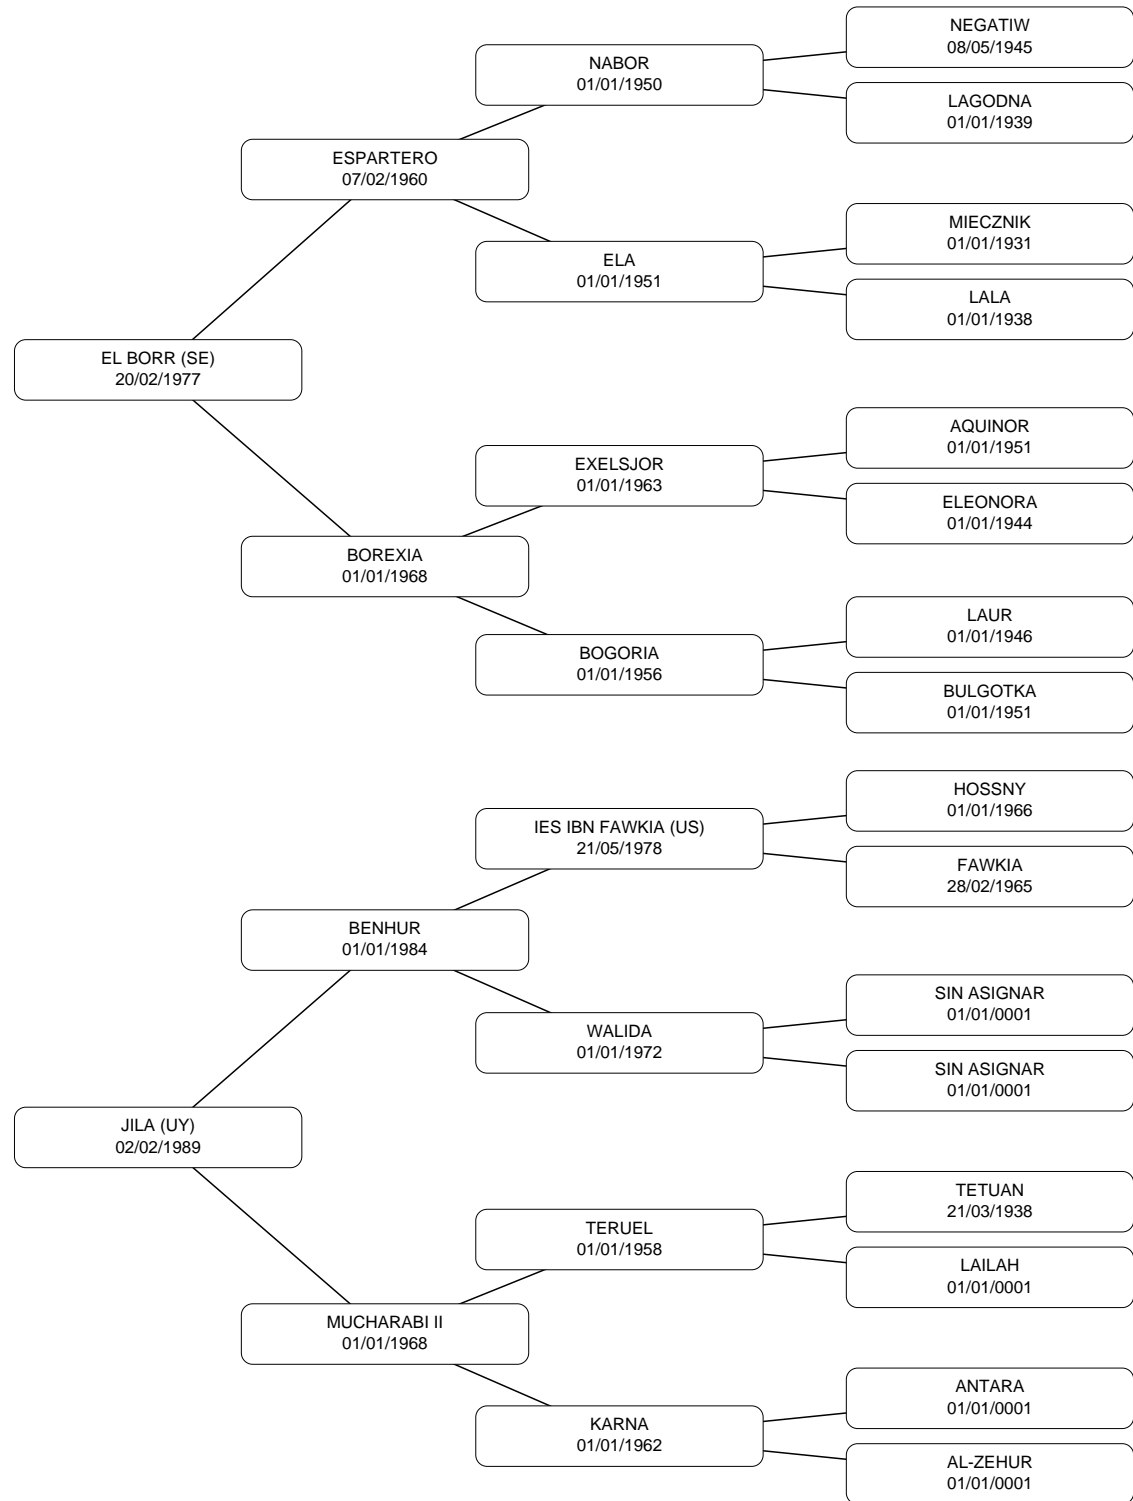 NEGATIW
08/05/1945
NABOR
01/01/1950
LAGODNA
01/01/1939
ESPARTERO
07/02/1960
MIECZNIK
01/01/1931
ELA
01/01/1951
LALA
01/01/1938
EL BORR (SE)
20/02/1977
AQUINOR
01/01/1951
EXELSJOR
01/01/1963
ELEONORA
01/01/1944
BOREXIA
01/01/1968
LAUR
01/01/1946
BOGORIA
01/01/1956
BULGOTKA
01/01/1951
HOSSNY
01/01/1966
IES IBN FAWKIA (US)
21/05/1978
FAWKIA
28/02/1965
BENHUR
01/01/1984
SIN ASIGNAR
01/01/0001
WALIDA
01/01/1972
SIN ASIGNAR
01/01/0001
JILA (UY)
02/02/1989
TETUAN
21/03/1938
TERUEL
01/01/1958
LAILAH
01/01/0001
MUCHARABI II
01/01/1968
ANTARA
01/01/0001
KARNA
01/01/1962
AL-ZEHUR
01/01/0001